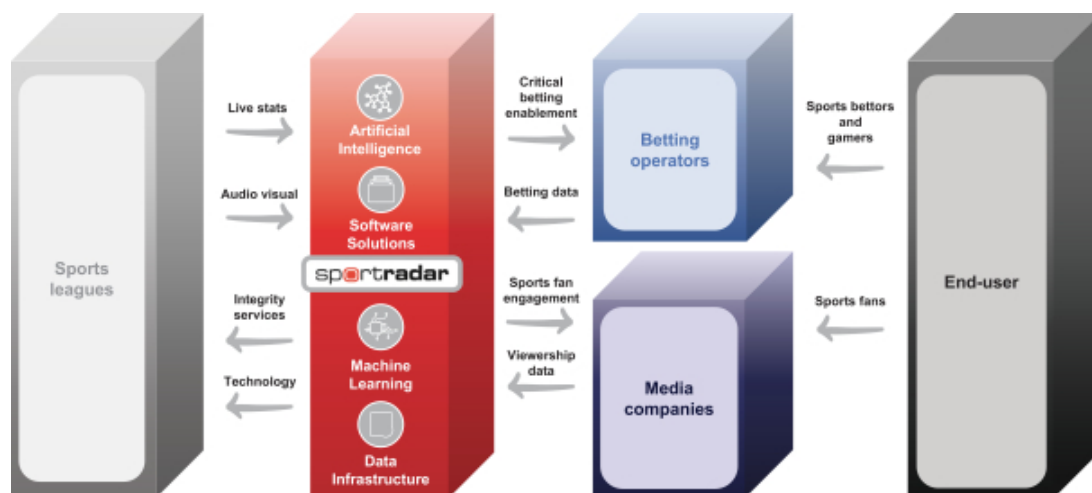 Sports
leagues
Live stats
Audio visual
Integrity
services
Technology
Artificial
Intelligence
Software
Solutions
sportradar
Machine
Learning
Data
Infrastructure
Critical
betting
enablement
Betting data
Sports fan
engagement
Viewership
data
Betting
operators
Media
companies
Sports bettors
and
gamers
Sports fans
End-user